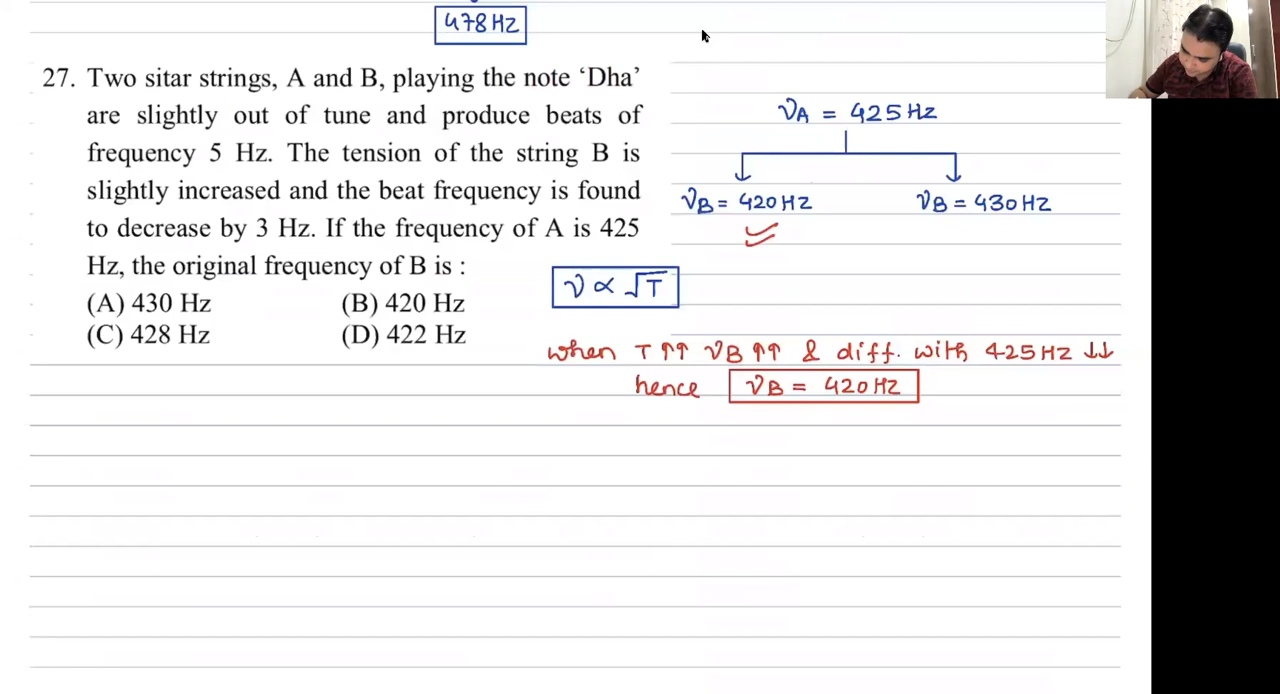 478 Hz
27. Two sitar strings, A and B, playing the note ‘Dha’
are slightly out of tune and produce beats of
frequency 5 Hz. The tension of the string B is
slightly increased and the beat frequency is found
to decrease by 3 Hz. If the frequency of A is 425
Hz, the original frequency of B is :
(A) 430 Hz (B) 420 Hz
(C) 428 Hz (D) 422 Hz
νA = 425 Hz
νB = 420 Hz νB = 430 Hz
ν ∝ √T
when T↑↑ νB↑↑ & diff. with 425 Hz ↓↓
hence νB = 420 Hz